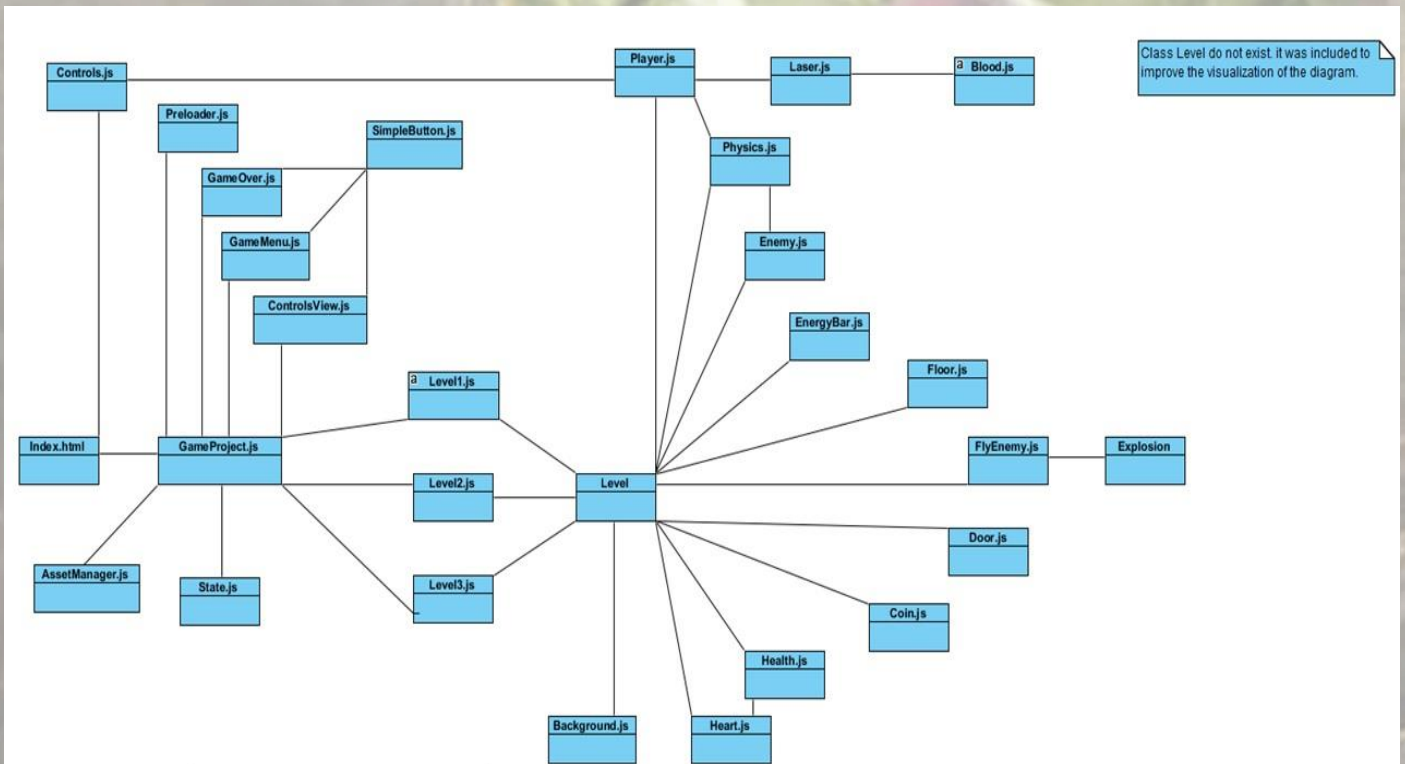 Class Level do not exist. it was included to
improve the visualization of the diagram.
Controls.js
Player.js
Laser.js
a Blood.js
Preloader.js
SimpleButton.js
Physics.js
GameOver.js
GameMenu.js
Enemy.js
ControlsView.js
EnergyBar.js
Floor.js
a Level1.js
Index.html
GameProject.js
FlyEnemy.js
Explosion
Level2.js
Level
Door.js
AssetManager.js
State.js
Level3.js
Coin.js
Health.js
Background.js
Heart.js